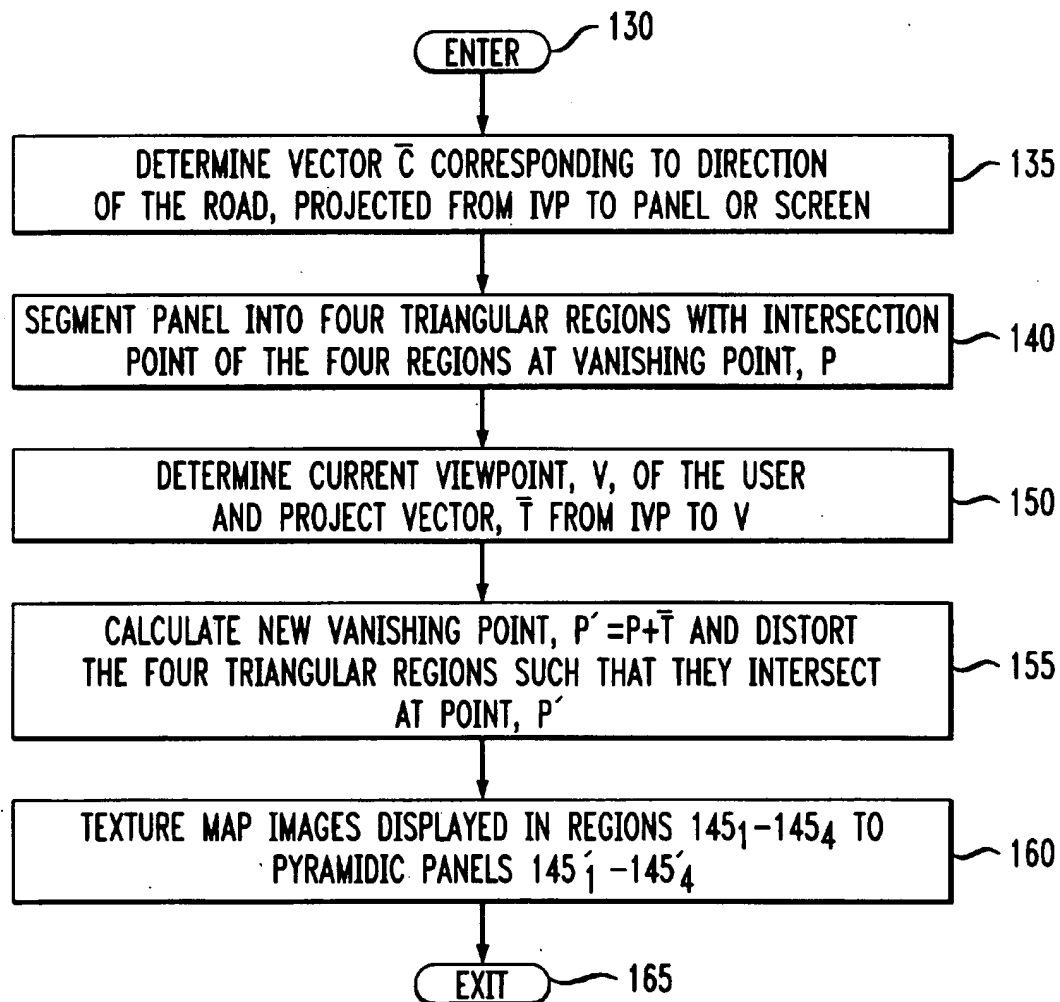 ENTER
130
DETERMINE VECTOR C̅ CORRESPONDING TO DIRECTION
OF THE ROAD, PROJECTED FROM IVP TO PANEL OR SCREEN
135
SEGMENT PANEL INTO FOUR TRIANGULAR REGIONS WITH INTERSECTION
POINT OF THE FOUR REGIONS AT VANISHING POINT, P
140
DETERMINE CURRENT VIEWPOINT, V, OF THE USER
AND PROJECT VECTOR, T̅ FROM IVP TO V
150
CALCULATE NEW VANISHING POINT, P′=P+T̅ AND DISTORT
THE FOUR TRIANGULAR REGIONS SUCH THAT THEY INTERSECT
AT POINT, P′
155
TEXTURE MAP IMAGES DISPLAYED IN REGIONS 145₁-145₄ TO
PYRAMIDIC PANELS 145′₁-145′₄
160
EXIT
165